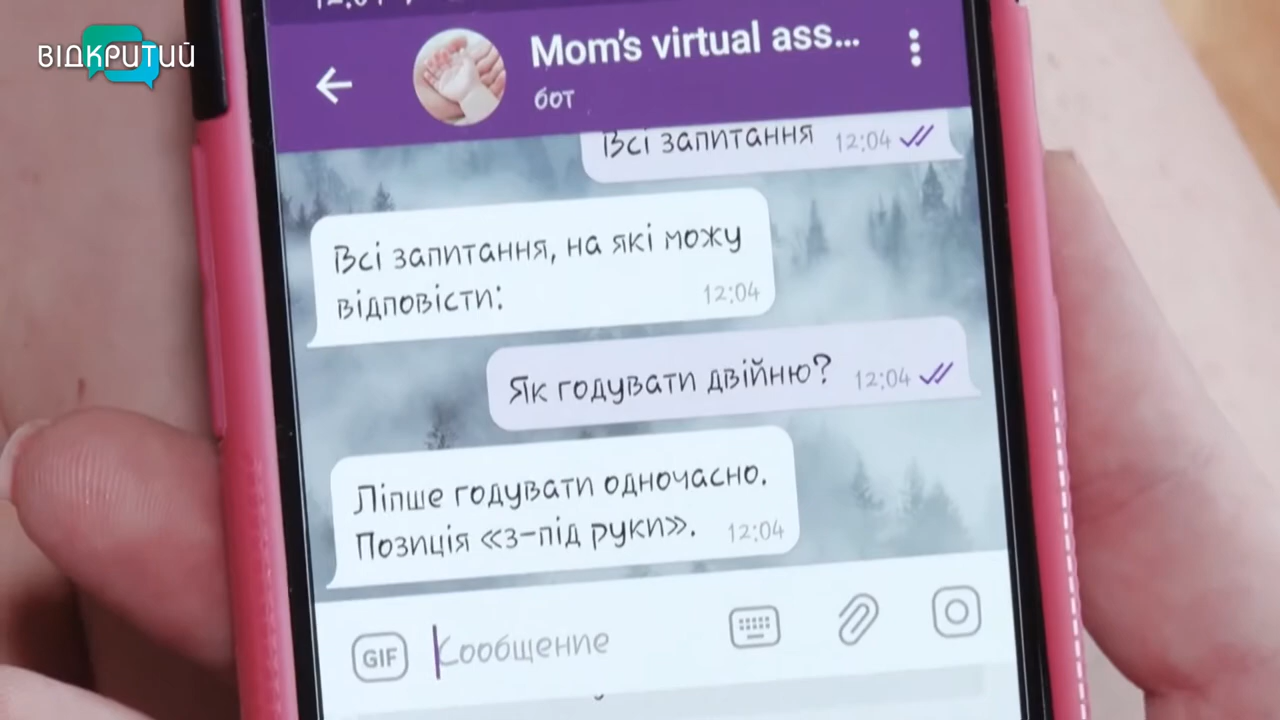 ВІДКРИТИЙ
Mom's virtual ass...
бот
Всі запитання 12:04
Всі запитання, на які можу
відповісти: 12:04
Як годувати двійню? 12:04
Ліпше годувати одночасно.
Позиція «з-під руки». 12:04
GIF Сообщение